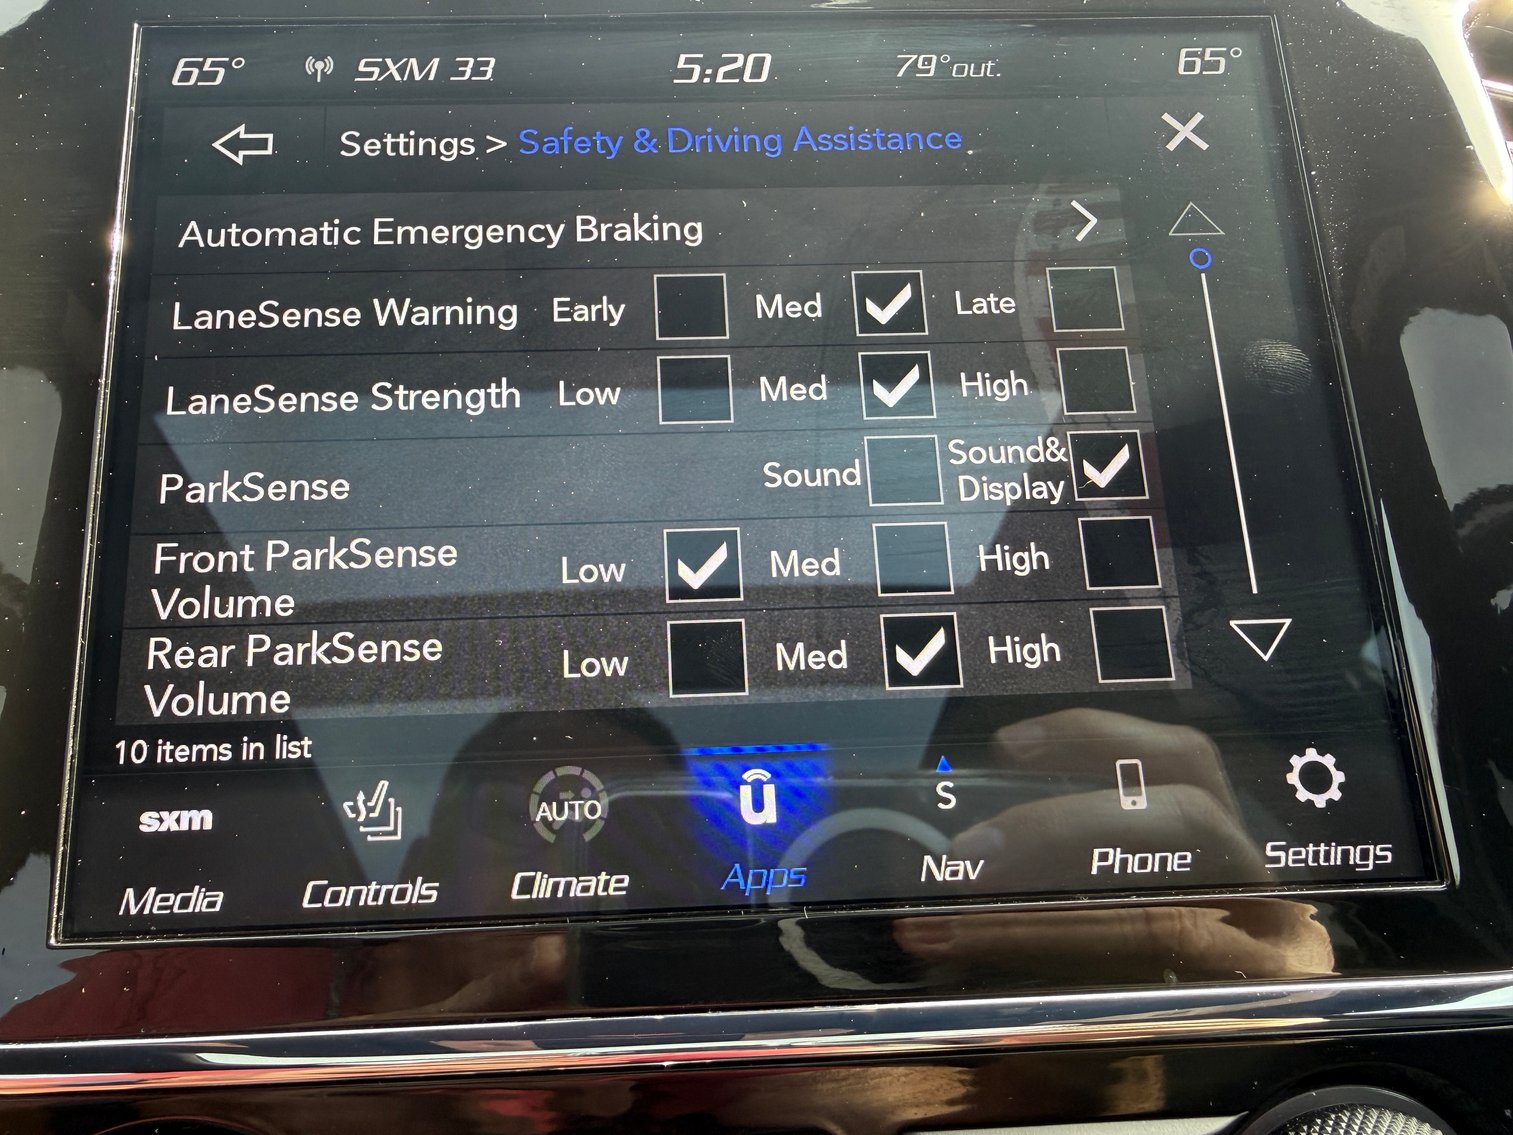 65° SXM 33 5:20 79°out. 65°
Settings > Safety & Driving Assistance
Automatic Emergency Braking
LaneSense Warning Early Med Late
LaneSense Strength Low Med High
ParkSense Sound Sound& Display
Front ParkSense Volume Low Med High
Rear ParkSense Volume Low Med High
10 items in list
sxm AUTO u S
Media Controls Climate Apps Nav Phone Settings